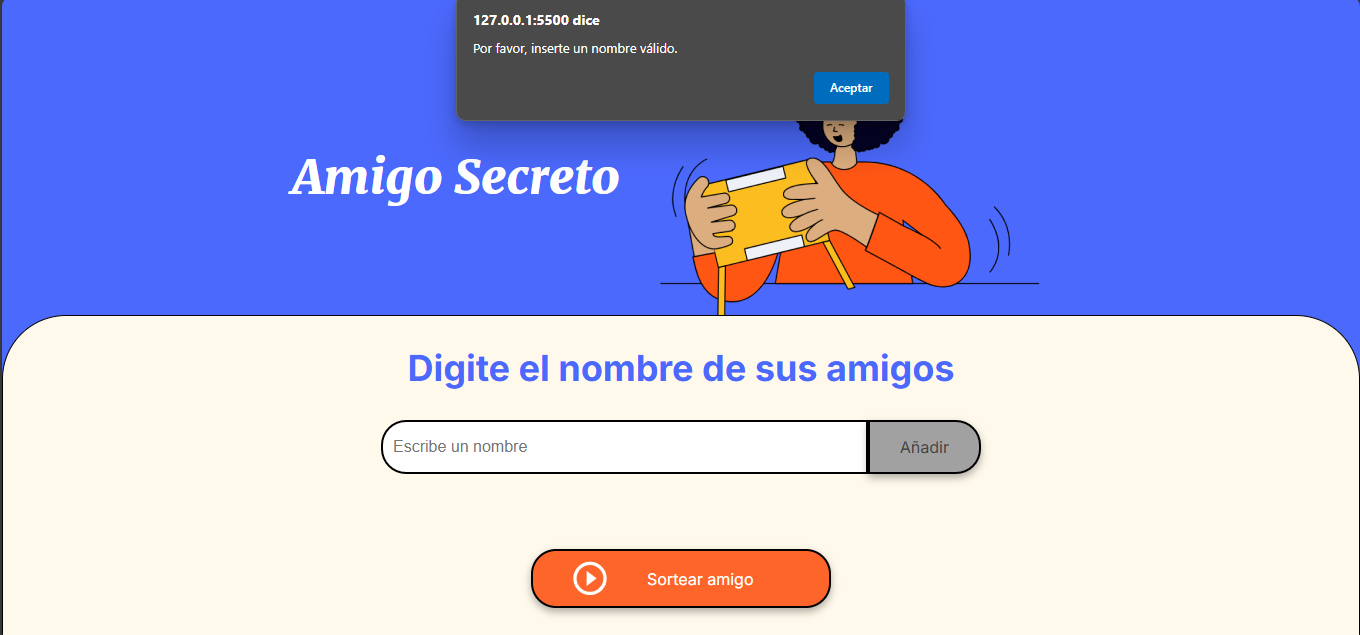 127.0.0.1:5500 dice
Por favor, inserte un nombre válido.
Aceptar
Amigo Secreto
Digite el nombre de sus amigos
Escribe un nombre
Añadir
Sortear amigo